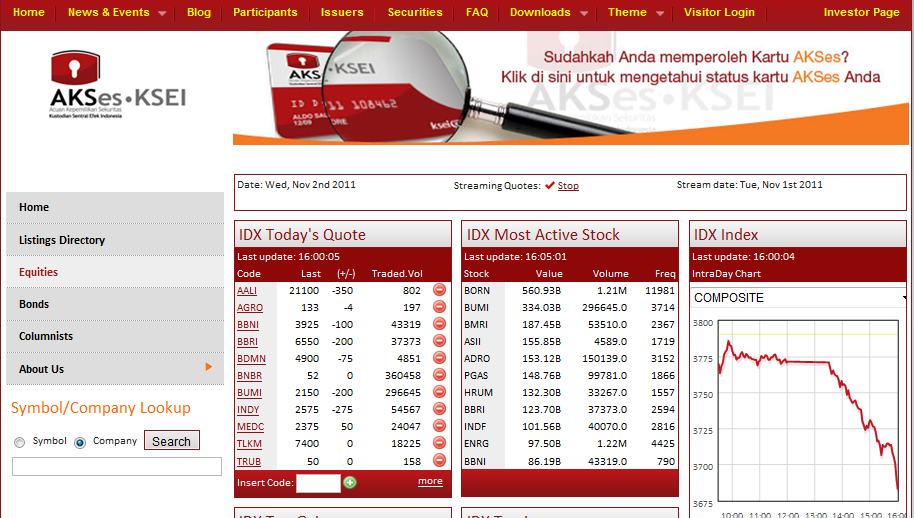 Home News & Events Blog Participants Issuers Securities FAQ Downloads Theme Visitor Login Investor Page
AKSes•KSEI
Acuan Kepemilikan Sekuritas
Kustodian Sentral Efek Indonesia
Sudahkah Anda memperoleh Kartu AKSes?
Klik di sini untuk mengetahui status kartu AKSes Anda
Date: Wed, Nov 2nd 2011 Streaming Quotes: Stop Stream date: Tue, Nov 1st 2011
Home
Listings Directory
Equities
Bonds
Columnists
About Us
Symbol/Company Lookup
Symbol Company Search
IDX Today's Quote
Last update: 16:00:05
Code Last (+/-) Traded.Vol
AALI 21100 -350 802
AGRO 133 -4 197
BBNI 3925 -100 43319
BBRI 6550 -200 37373
BDMN 4900 -75 4851
BNBR 52 0 360458
BUMI 2150 -200 296645
INDY 2575 -275 54567
MEDC 2375 50 24047
TLKM 7400 0 18225
TRUB 50 0 158
Insert Code: more
IDX Most Active Stock
Last update: 16:05:01
Stock Value Volume Freq
BORN 560.93B 1.21M 11981
BUMI 334.03B 296645.0 3714
BMRI 187.45B 53510.0 2367
ASII 155.85B 4589.0 1719
ADRO 153.12B 150139.0 3152
PGAS 148.76B 99781.0 1866
HRUM 132.30B 33267.0 1557
BBRI 123.70B 37373.0 2594
INDF 101.56B 40070.0 2816
ENRG 97.50B 1.22M 4425
BBNI 86.19B 43319.0 790
IDX Index
Last update: 16:00:04
IntraDay Chart
COMPOSITE
3800
3775
3725
3700
3675
10:00 11:00 12:00 13:00 14:00 15:00